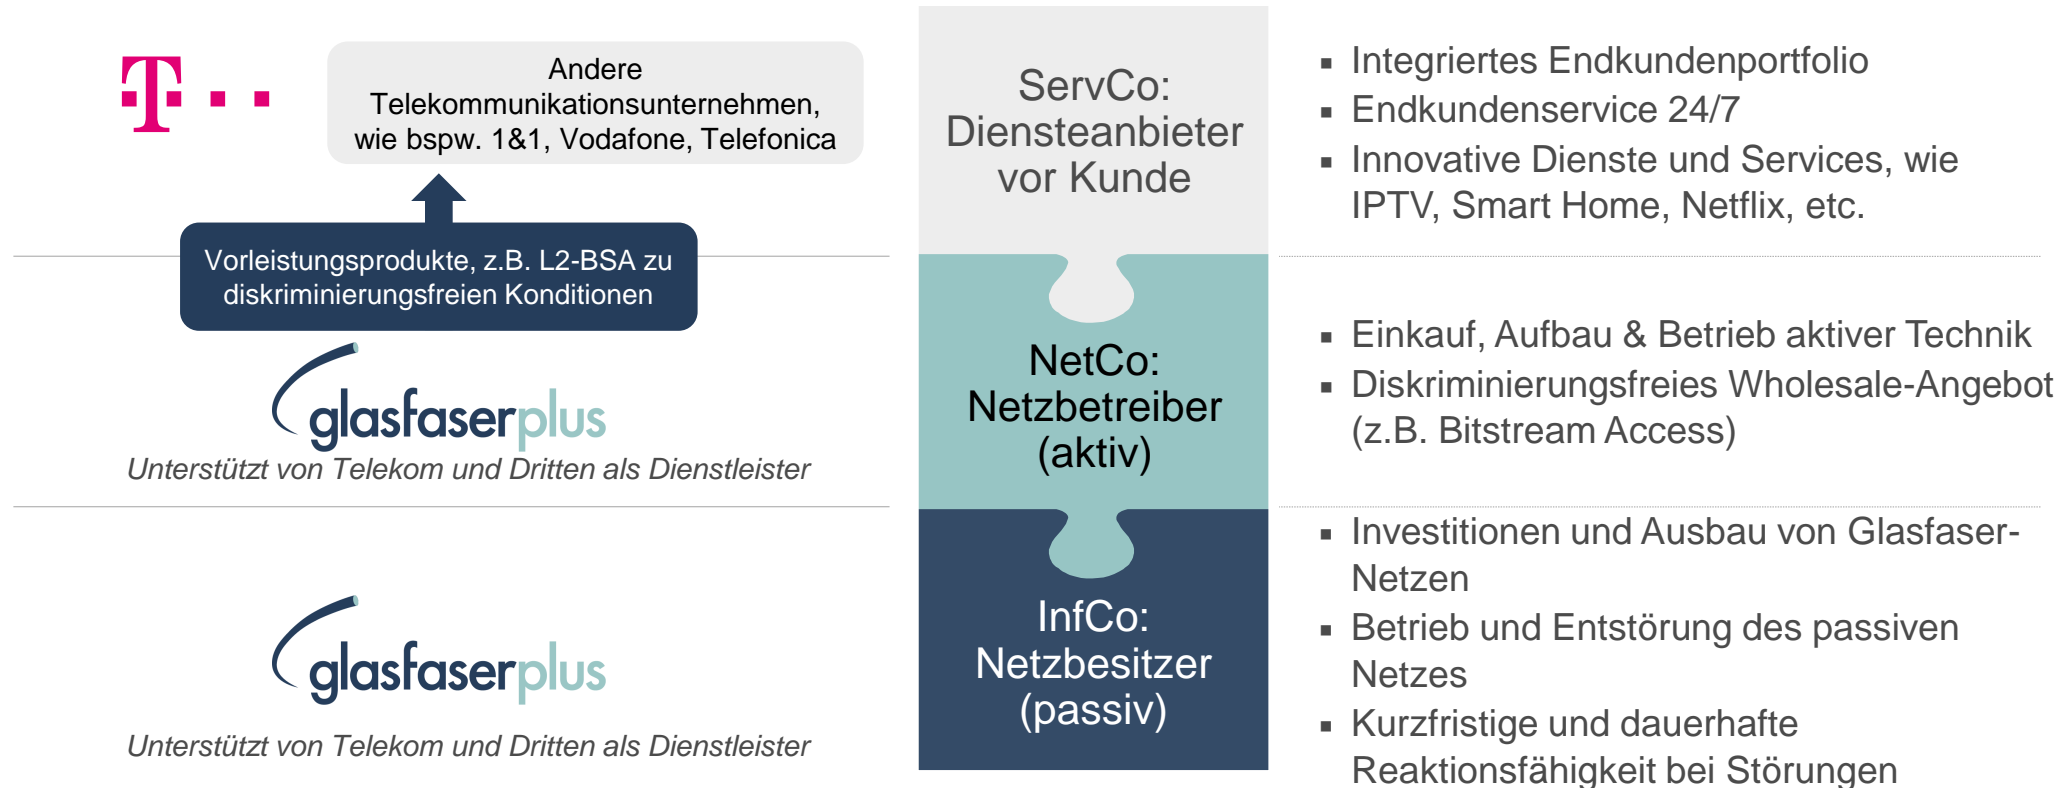 T
Andere
Telekommunikationsunternehmen,
wie bspw. 1&1, Vodafone, Telefonica
Vorleistungsprodukte, z.B. L2-BSA zu
diskriminierungsfreien Konditionen
glasfaserplus
Unterstützt von Telekom und Dritten als Dienstleister
glasfaserplus
Unterstützt von Telekom und Dritten als Dienstleister
ServCo:
Diensteanbieter
vor Kunde
NetCo:
Netzbetreiber
(aktiv)
InfCo:
Netzbesitzer
(passiv)
▪ Integriertes Endkundenportfolio
▪ Endkundenservice 24/7
▪ Innovative Dienste und Services, wie
IPTV, Smart Home, Netflix, etc.
▪ Einkauf, Aufbau & Betrieb aktiver Technik
▪ Diskriminierungsfreies Wholesale-Angebot
(z.B. Bitstream Access)
▪ Investitionen und Ausbau von Glasfaser-
Netzen
▪ Betrieb und Entstörung des passiven
Netzes
▪ Kurzfristige und dauerhafte
Reaktionsfähigkeit bei Störungen